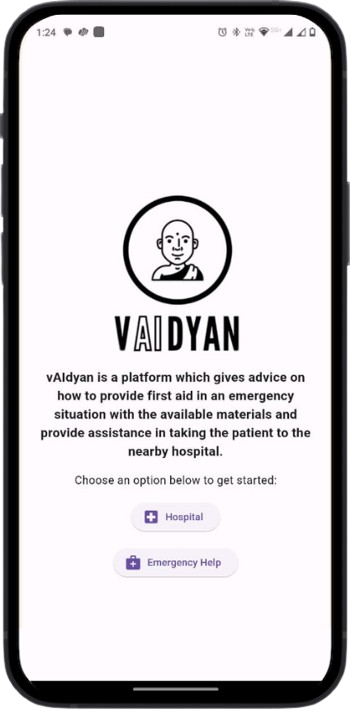 1:24
VAIDYAN
vAIdyan is a platform which gives advice on
how to provide first aid in an emergency
situation with the available materials and
provide assistance in taking the patient to the
nearby hospital.
Choose an option below to get started:
Hospital
Emergency Help